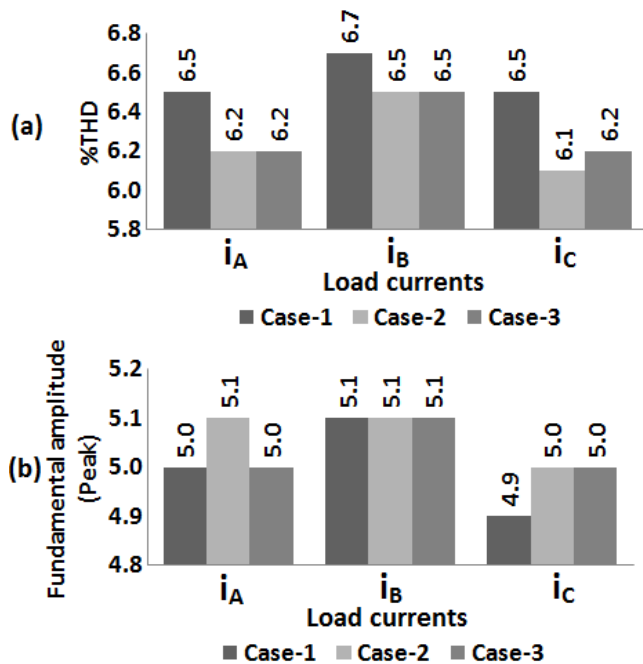 (a)
%THD
6.8
6.6
6.4
6.2
6.0
5.8
6.5
6.2
6.2
6.7
6.5
6.5
6.5
6.1
6.2
iA iB iC
Load currents
Case-1 Case-2 Case-3
(b)
Fundamental amplitude
(Peak)
5.2
5.1
5.0
4.9
4.8
5.0
5.1
5.0
5.1
5.1
5.1
4.9
5.0
5.0
iA iB iC
Load currents
Case-1 Case-2 Case-3